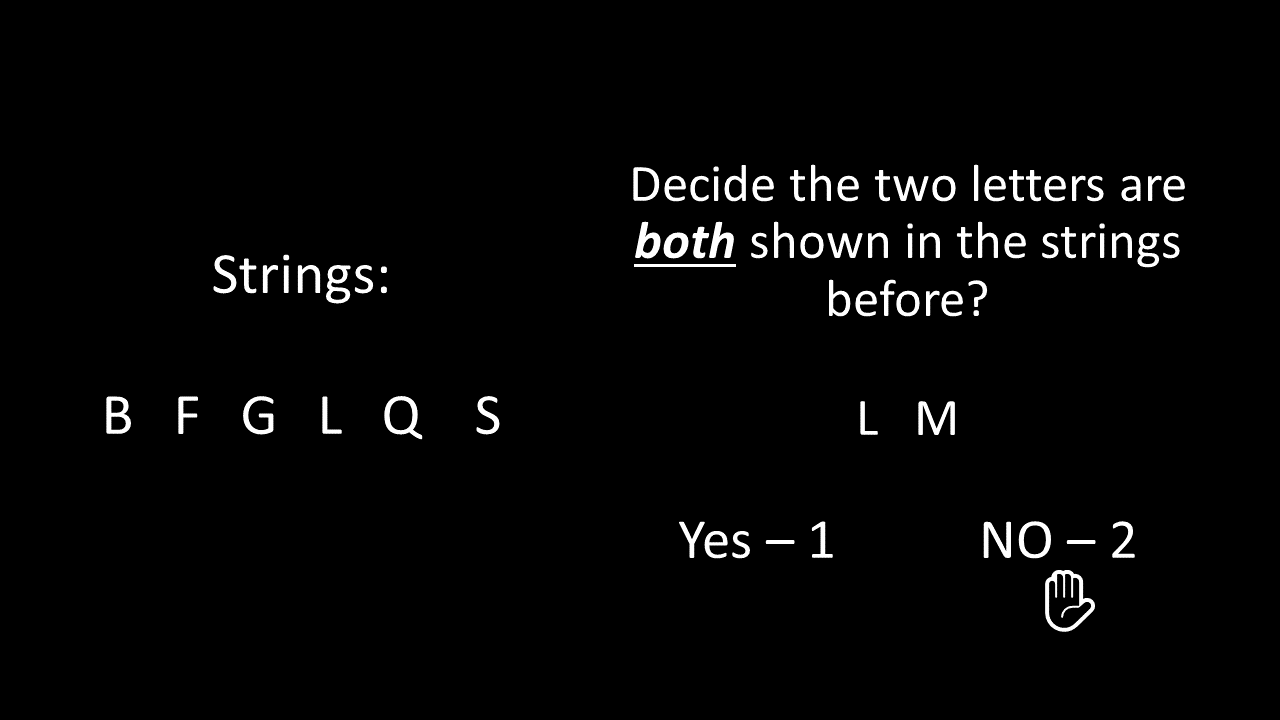 Strings:
B F G L Q S
Decide the two letters are
both shown in the strings
before?
L M
Yes – 1 NO – 2